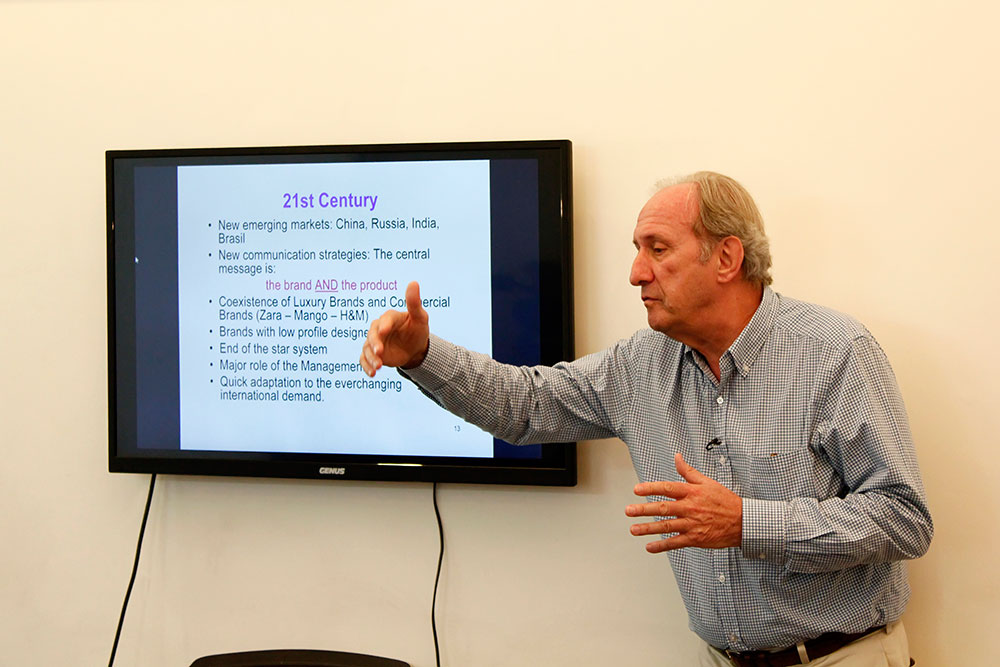 21st Century
• New emerging markets: China, Russia, India,
Brasil
• New communication strategies: The central
message is:
the brand AND the product
• Coexistence of Luxury Brands and Commercial
Brands (Zara – Mango – H&M)
• Brands with low profile
• End of the star system
• Major role of the Management
• Quick adaptation to the everchanging
international demand.
13
GENUS